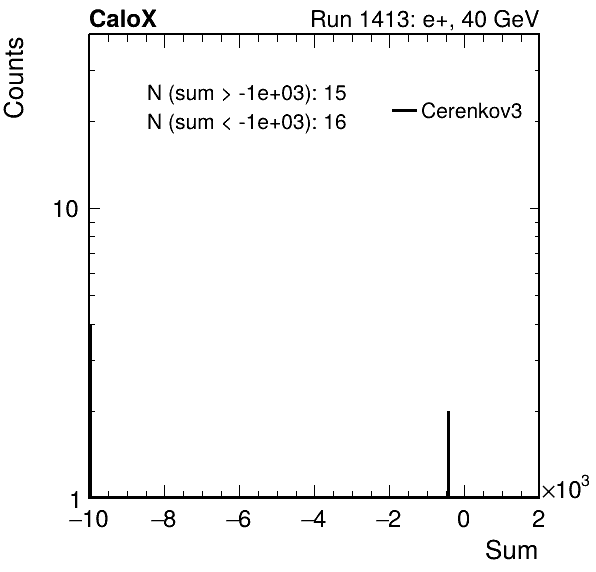 CaloX Run 1413: e+, 40 GeV
Counts
N (sum > -1e+03): 15
N (sum < -1e+03): 16
Cerenkov3
10
1
−10 −8 −6 −4 −2 0 2
×10³
Sum